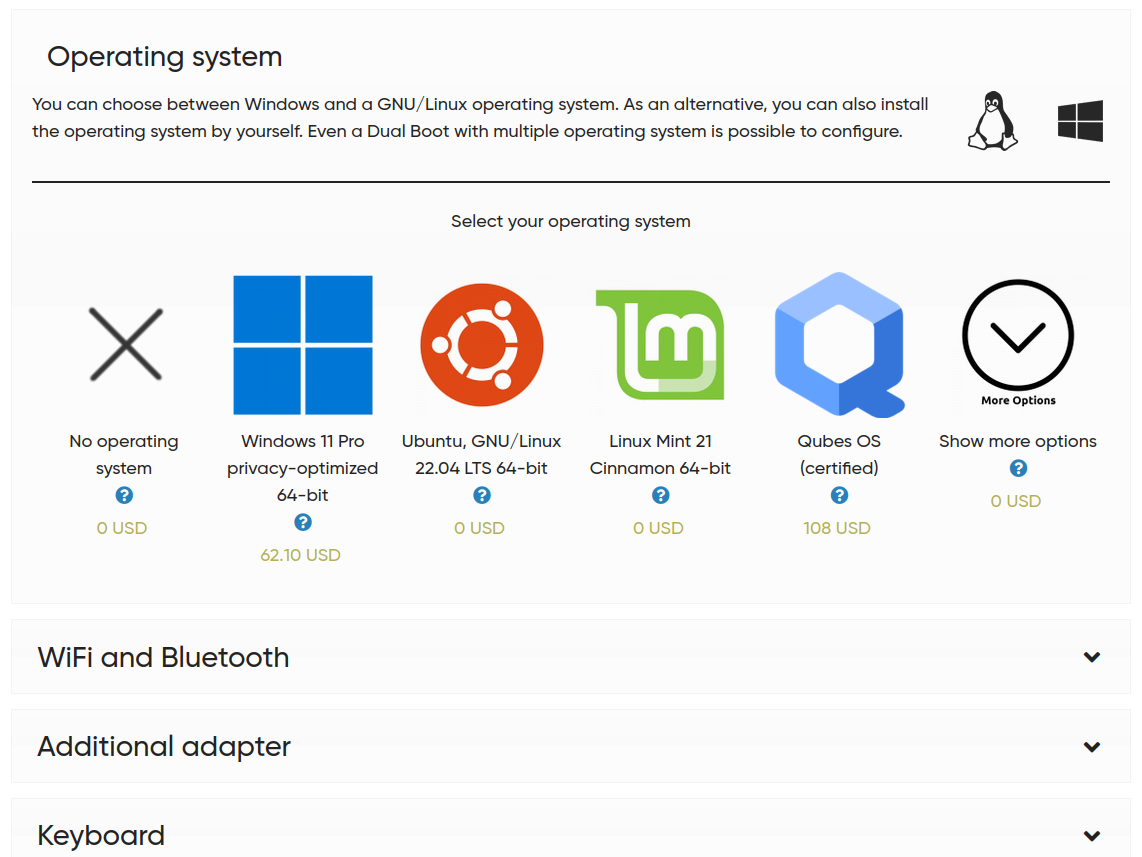 Operating system
You can choose between Windows and a GNU/Linux operating system. As an alternative, you can also install
the operating system by yourself. Even a Dual Boot with multiple operating system is possible to configure.
Select your operating system
No operating
system
?
0 USD
Windows 11 Pro
privacy-optimized
64-bit
?
62.10 USD
Ubuntu, GNU/Linux
22.04 LTS 64-bit
?
0 USD
Linux Mint 21
Cinnamon 64-bit
?
0 USD
Qubes OS
(certified)
?
108 USD
More Options
Show more options
?
0 USD
WiFi and Bluetooth
Additional adapter
Keyboard